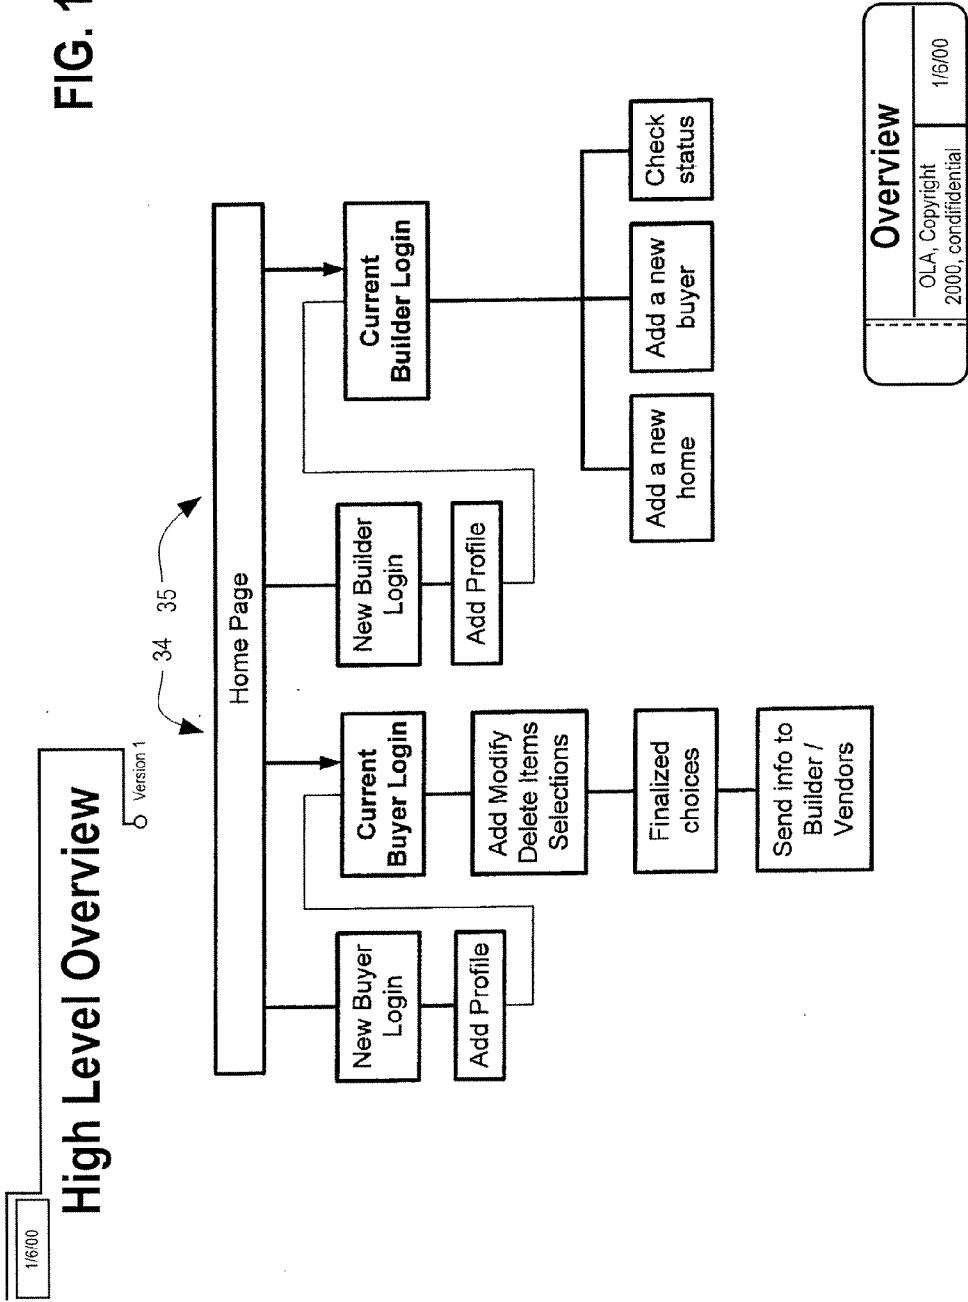 1/6/00
High Level Overview
Version 1
FIG. 1
34
35
Home Page
New Buyer
Login
Add Profile
Current
Buyer Login
Add Modify
Delete Items
Selections
Finalized
choices
Send info to
Builder /
Vendors
New Builder
Login
Add Profile
Current
Builder Login
Add a new
home
Add a new
buyer
Check
status
Overview
OLA, Copyright
2000, condifidential
1/6/00